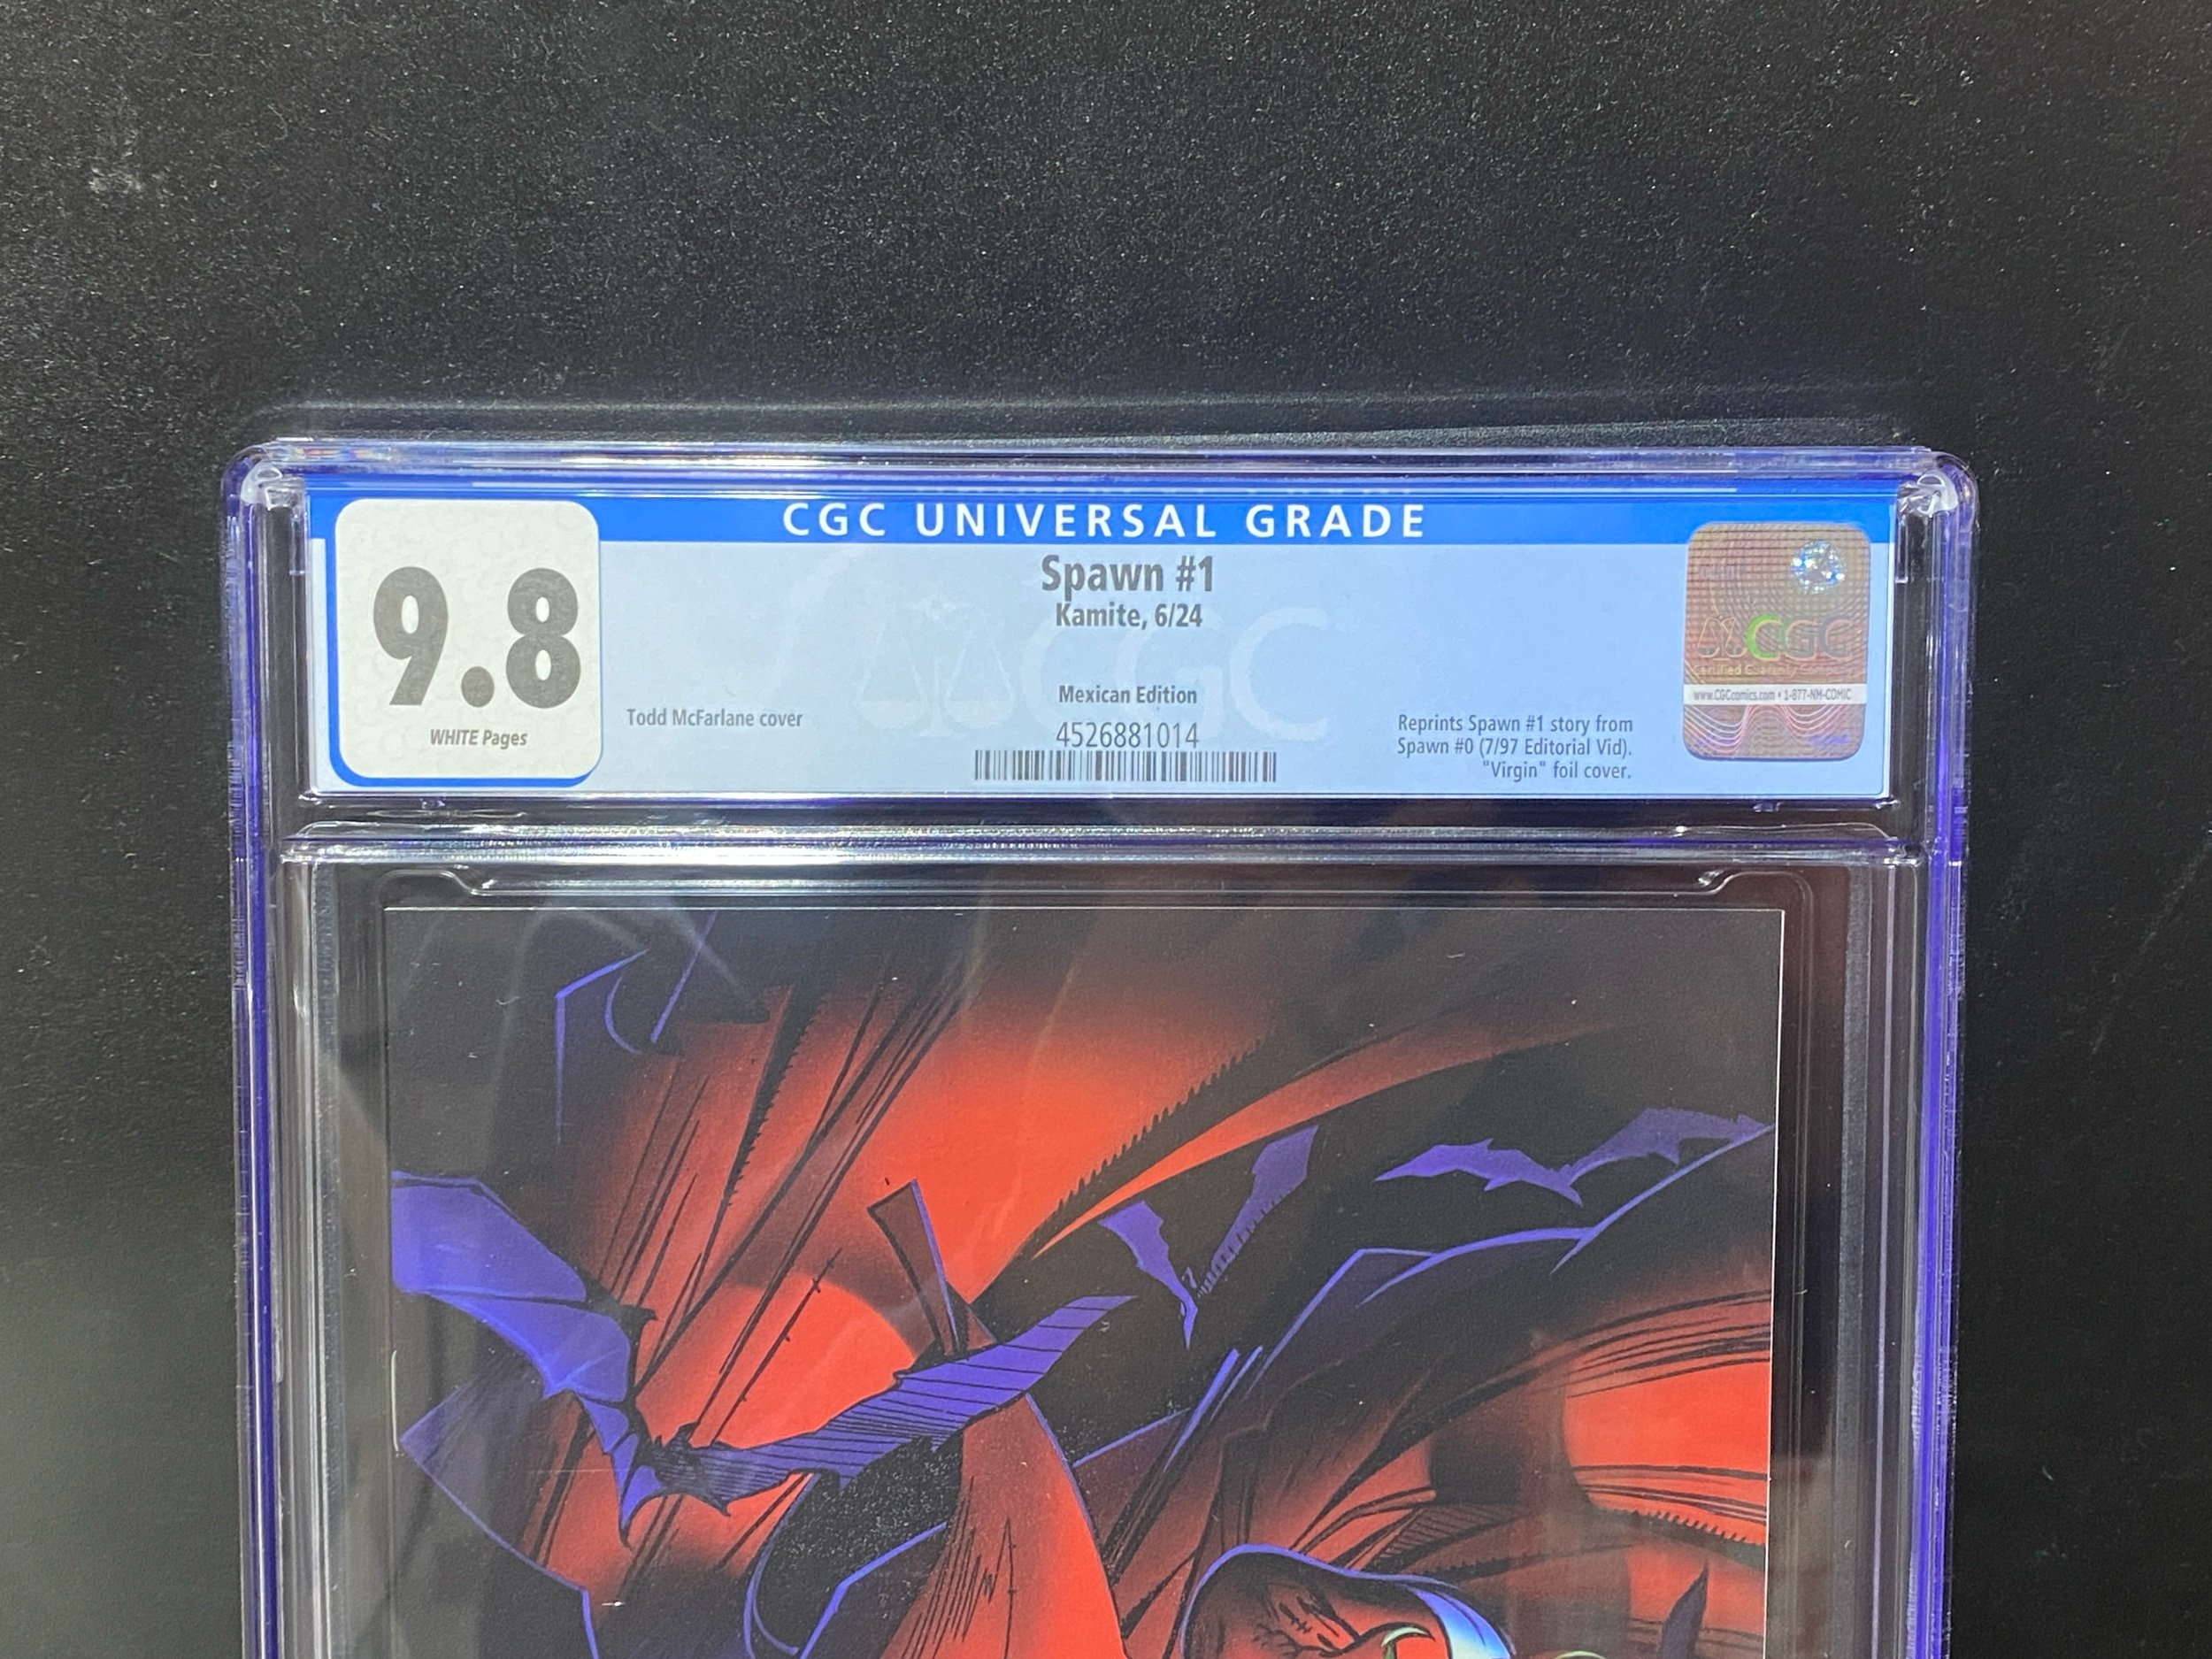 CGC UNIVERSAL GRADE
9.8
WHITE Pages
Spawn #1
Kamite, 6/24
Mexican Edition
4526881014
Todd McFarlane cover
Reprints Spawn #1 story from
Spawn #0 (7/97 Editorial Vid).
"Virgin" foil cover.
CGC
Certified Guaranty Company
www.CGCcomics.com • 1-877-NM-COMIC
CGC